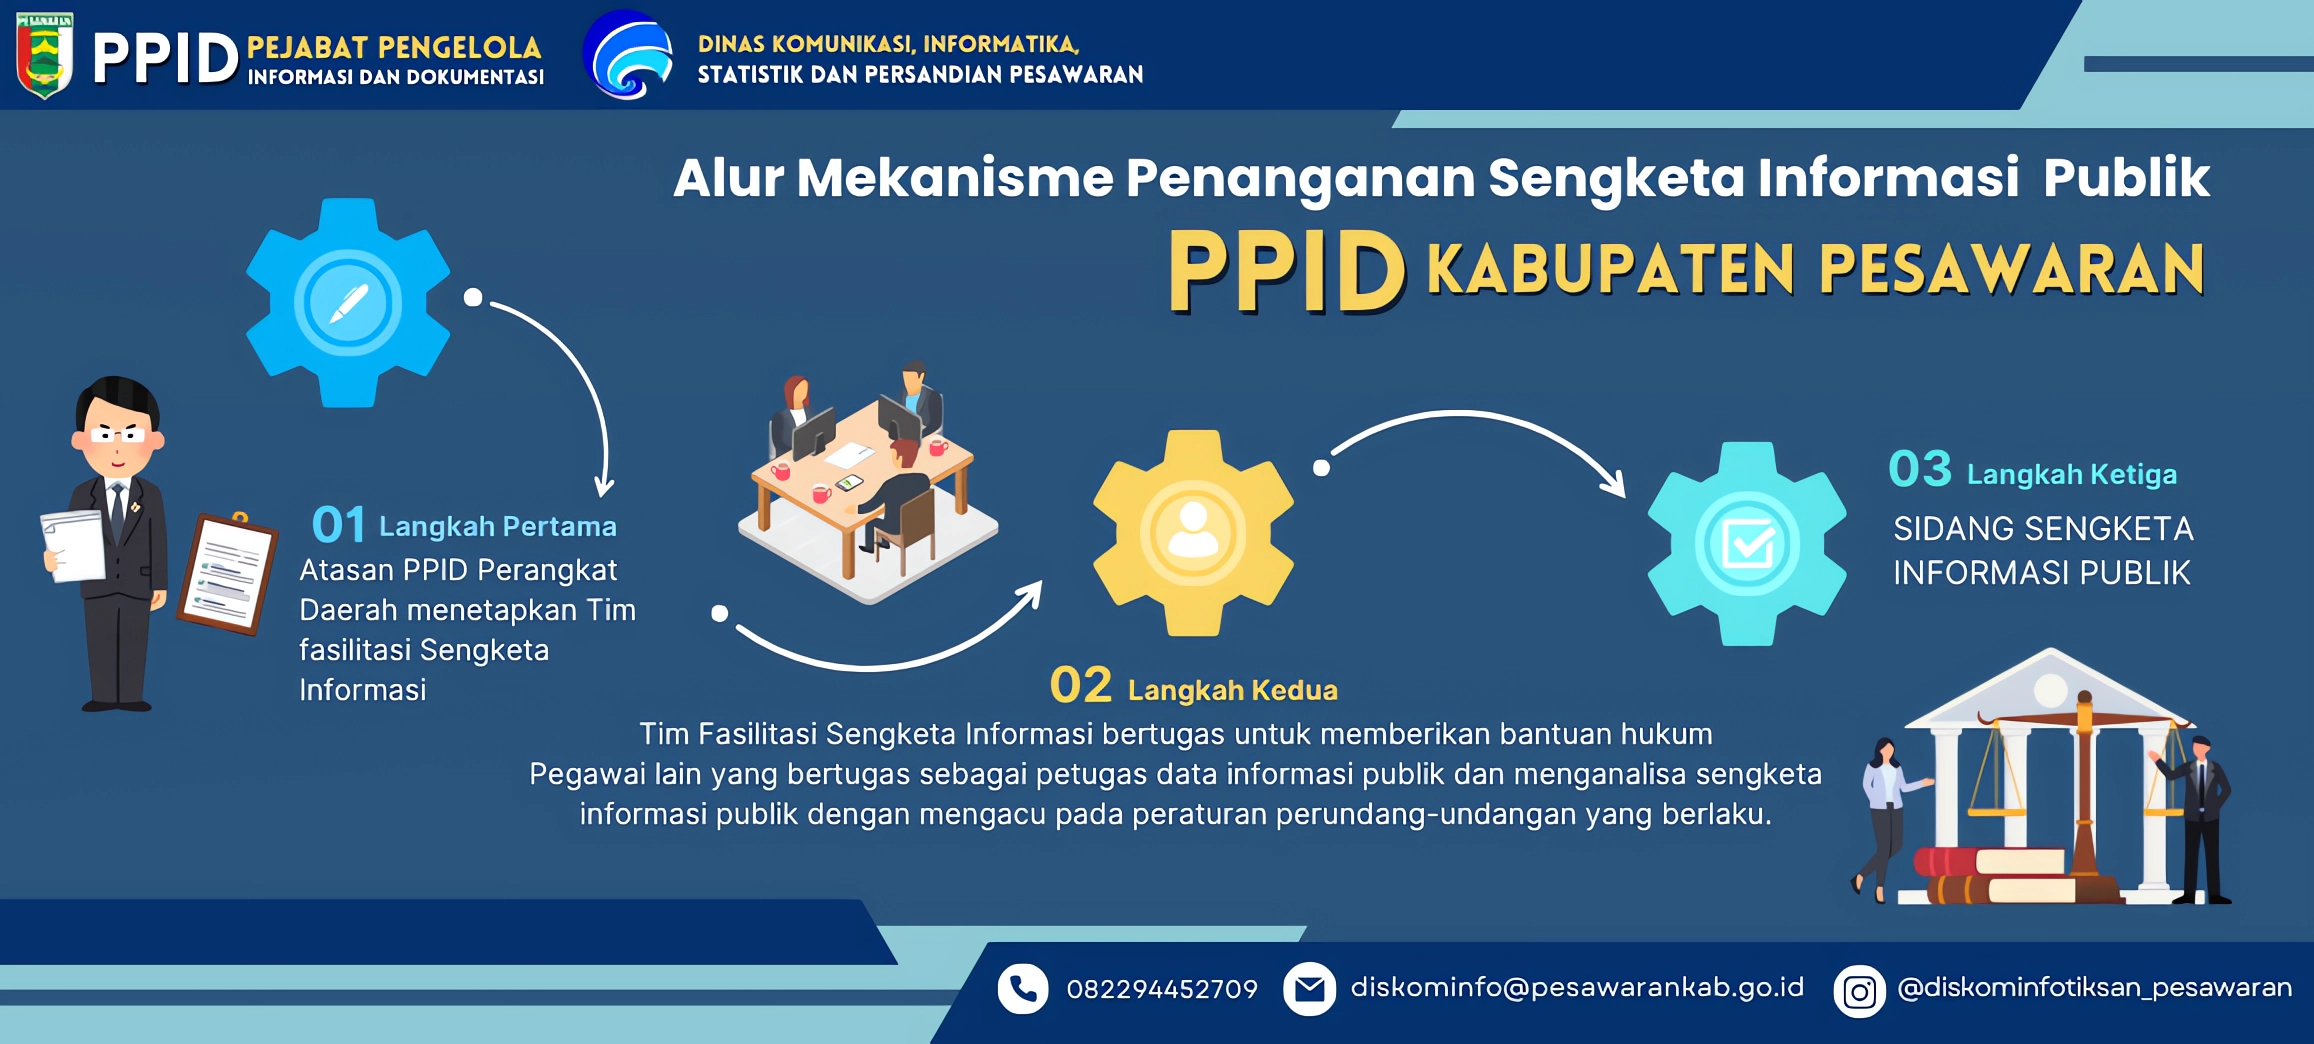 PPID PEJABAT PENGELOLA
INFORMASI DAN DOKUMENTASI
DINAS KOMUNIKASI, INFORMATIKA,
STATISTIK DAN PERSANDIAN PESAWARAN
Alur Mekanisme Penanganan Sengketa Informasi Publik
PPID KABUPATEN PESAWARAN
01 Langkah Pertama
Atasan PPID Perangkat
Daerah menetapkan Tim
fasilitasi Sengketa
Informasi
02 Langkah Kedua
Tim Fasilitasi Sengketa Informasi bertugas untuk memberikan bantuan hukum
Pegawai lain yang bertugas sebagai petugas data informasi publik dan menganalisa sengketa
informasi publik dengan mengacu pada peraturan perundang-undangan yang berlaku.
03 Langkah Ketiga
SIDANG SENGKETA
INFORMASI PUBLIK
082294452709
diskominfo@pesawarankab.go.id
@diskominfotiksan_pesawaran